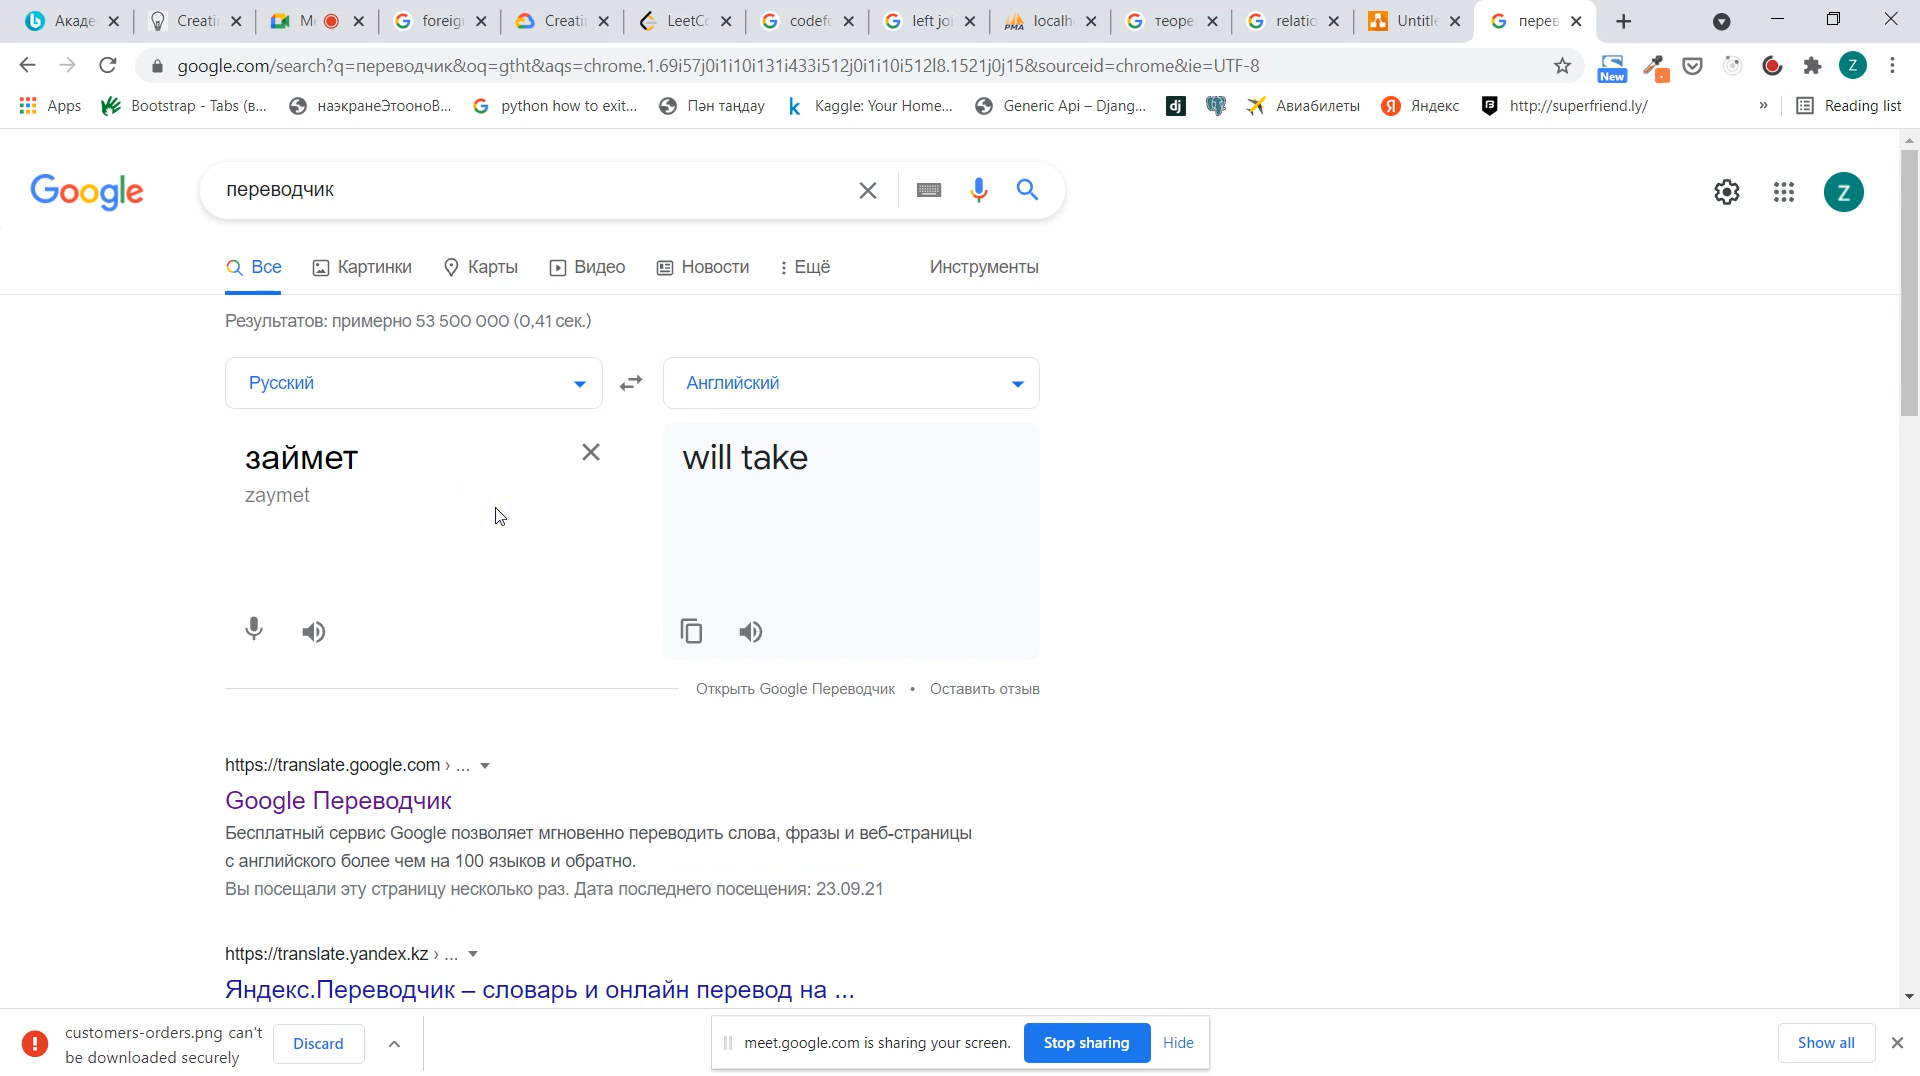 Акаде
Creati
M
foreig
Creati
LeetCo
codefo
left joi
localh
теоре
relatio
Untitle
перев
google.com/search?q=переводчик&oq=gtht&aqs=chrome.1.69i57j0i1i10i131i433i512j0i1i10i512l8.1521j0j15&sourceid=chrome&ie=UTF-8
New
Z
Apps
Bootstrap - Tabs (в...
наэкранеЭтооноВ...
python how to exit...
Пән таңдау
Kaggle: Your Home...
Generic Api – Djang...
dj
Авиабилеты
Яндекс
http://superfriend.ly/
»
Reading list
Google
переводчик
Z
Все
Картинки
Карты
Видео
Новости
Ещё
Инструменты
Результатов: примерно 53 500 000 (0,41 сек.)
Русский
Английский
займет
will take
zaymet
Открыть Google Переводчик • Оставить отзыв
https://translate.google.com › ...
Google Переводчик
Бесплатный сервис Google позволяет мгновенно переводить слова, фразы и веб-страницы
с английского более чем на 100 языков и обратно.
Вы посещали эту страницу несколько раз. Дата последнего посещения: 23.09.21
https://translate.yandex.kz › ...
Яндекс.Переводчик – словарь и онлайн перевод на ...
customers-orders.png can't
be downloaded securely
Discard
meet.google.com is sharing your screen.
Stop sharing
Hide
Show all